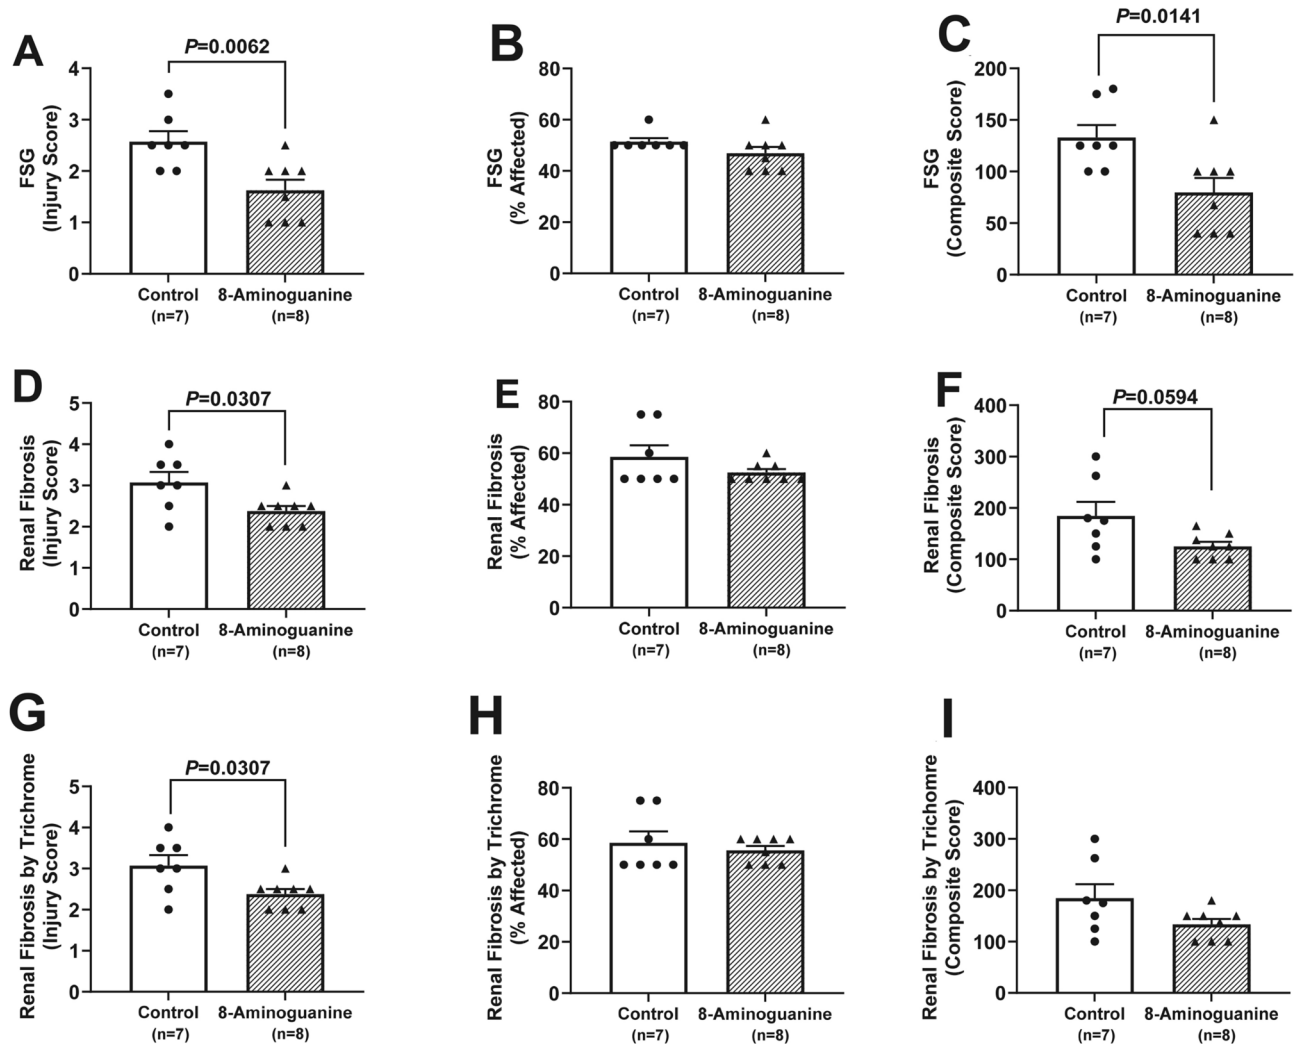 A
P=0.0062
FSG
(Injury Score)
4
3
2
1
0
Control
(n=7)
8-Aminoguanine
(n=8)
B
FSG
(% Affected)
80
60
40
20
0
Control
(n=7)
8-Aminoguanine
(n=8)
C
P=0.0141
FSG
(Composite Score)
200
150
100
50
0
Control
(n=7)
8-Aminoguanine
(n=8)
D
P=0.0307
Renal Fibrosis
(Injury Score)
5
4
3
2
1
0
Control
(n=7)
8-Aminoguanine
(n=8)
E
Renal Fibrosis
(% Affected)
80
60
40
20
0
Control
(n=7)
8-Aminoguanine
(n=8)
F
P=0.0594
Renal Fibrosis
(Composite Score)
400
300
200
100
0
Control
(n=7)
8-Aminoguanine
(n=8)
G
P=0.0307
Renal Fibrosis by Trichrome
(Injury Score)
5
4
3
2
1
0
Control
(n=7)
8-Aminoguanine
(n=8)
H
Renal Fibrosis by Trichrome
(% Affected)
80
60
40
20
0
Control
(n=7)
8-Aminoguanine
(n=8)
I
Renal Fibrosis by Trichomre
(Composite Score)
400
300
200
100
0
Control
(n=7)
8-Aminoguanine
(n=8)